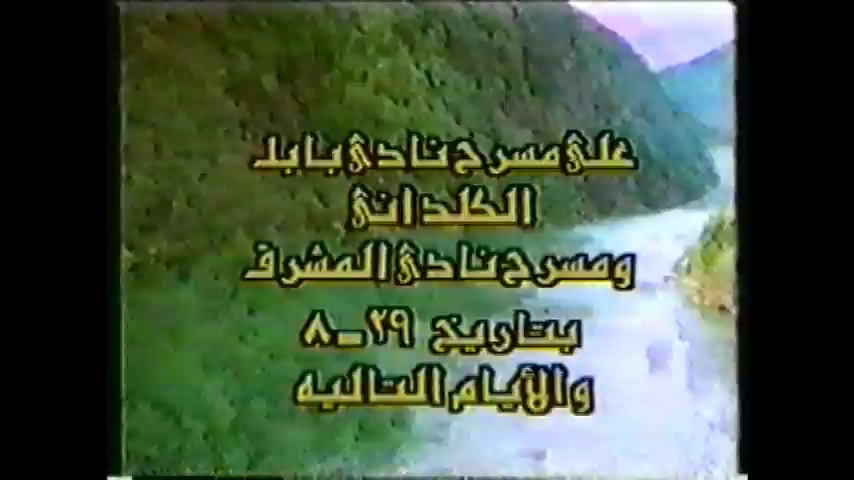 على مسرح نادي بابل
الكلداني
ومسرح نادي المشرق
بتاريخ ٢٩-٨
والأيام التاليه